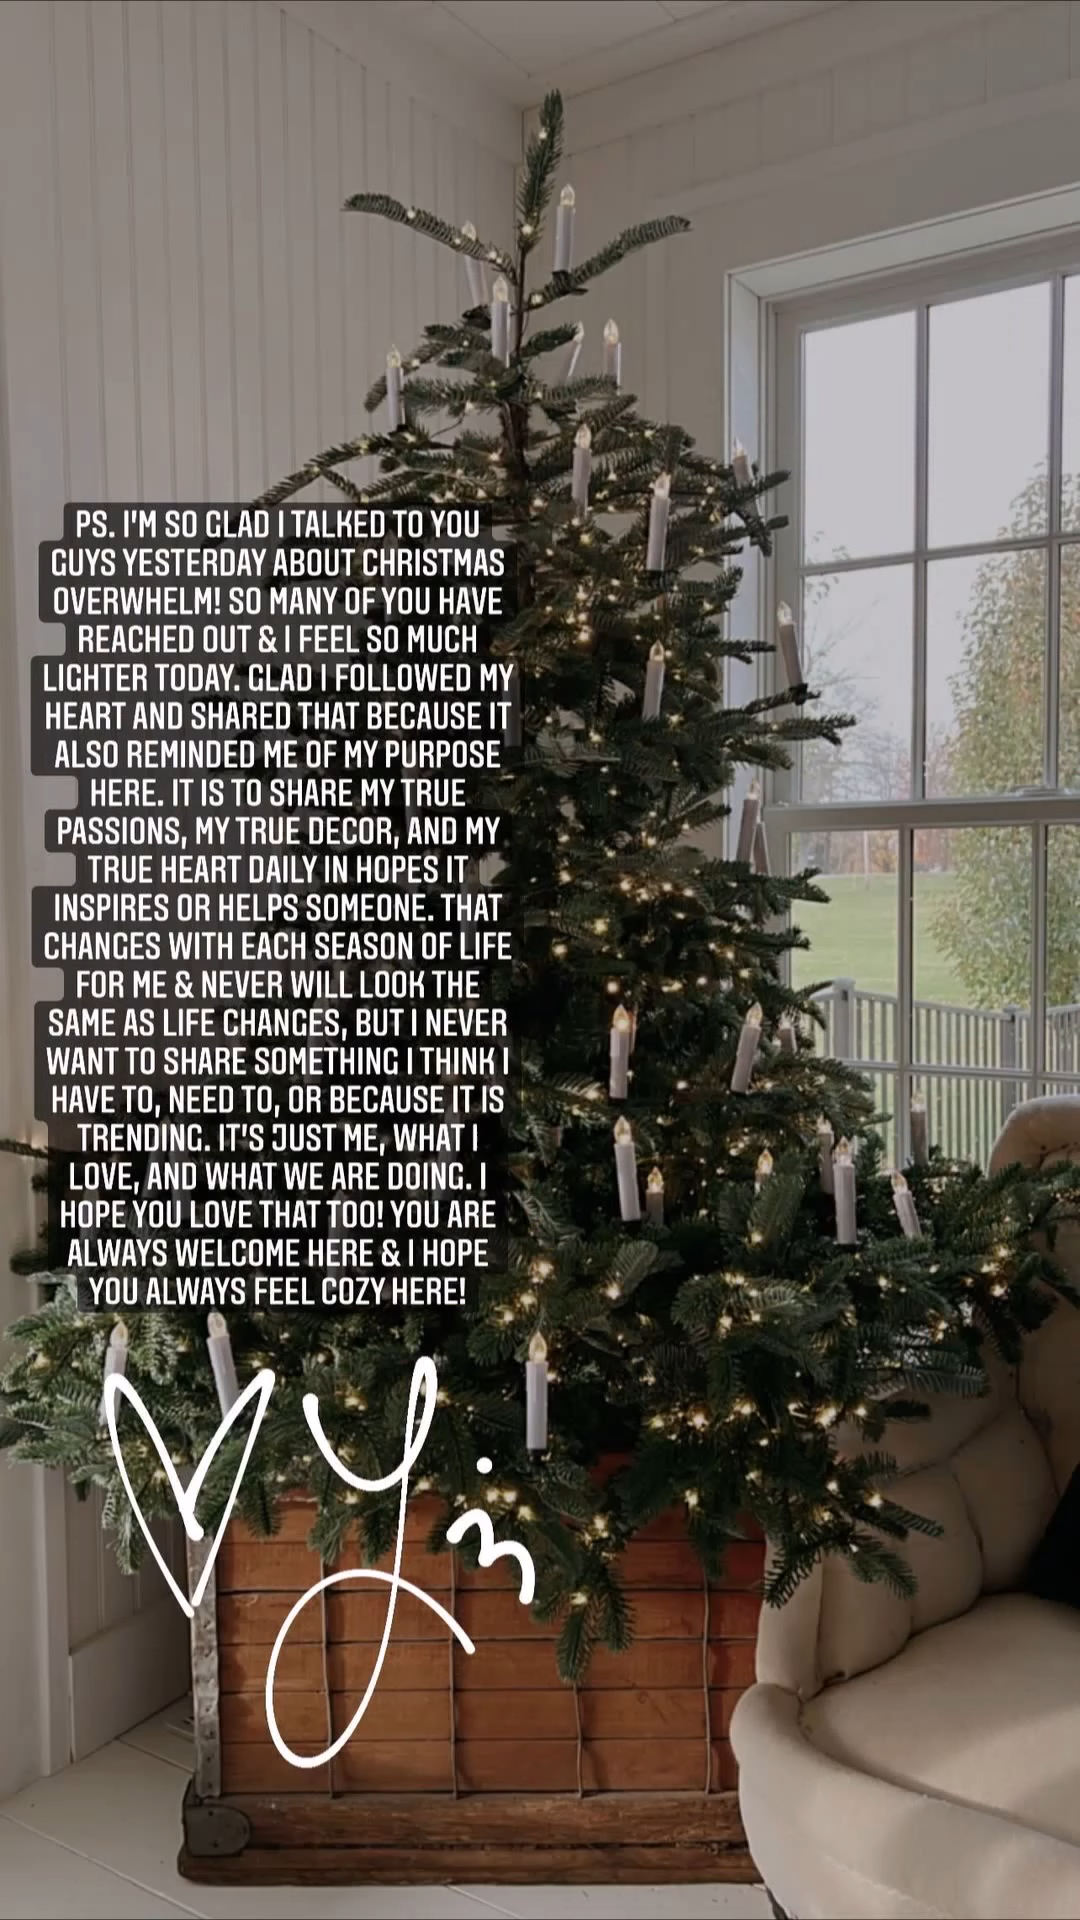 PS. I'M SO GLAD I TALKED TO YOU
GUYS YESTERDAY ABOUT CHRISTMAS
OVERWHELM! SO MANY OF YOU HAVE
REACHED OUT & I FEEL SO MUCH
LIGHTER TODAY. GLAD I FOLLOWED MY
HEART AND SHARED THAT BECAUSE IT
ALSO REMINDED ME OF MY PURPOSE
HERE. IT IS TO SHARE MY TRUE
PASSIONS, MY TRUE DECOR, AND MY
TRUE HEART DAILY IN HOPES IT
INSPIRES OR HELPS SOMEONE. THAT
CHANGES WITH EACH SEASON OF LIFE
FOR ME & NEVER WILL LOOK THE
SAME AS LIFE CHANGES, BUT I NEVER
WANT TO SHARE SOMETHING I THINK I
HAVE TO, NEED TO, OR BECAUSE IT IS
TRENDING. IT'S JUST ME, WHAT I
LOVE, AND WHAT WE ARE DOING. I
HOPE YOU LOVE THAT TOO! YOU ARE
ALWAYS WELCOME HERE & I HOPE
YOU ALWAYS FEEL COZY HERE!